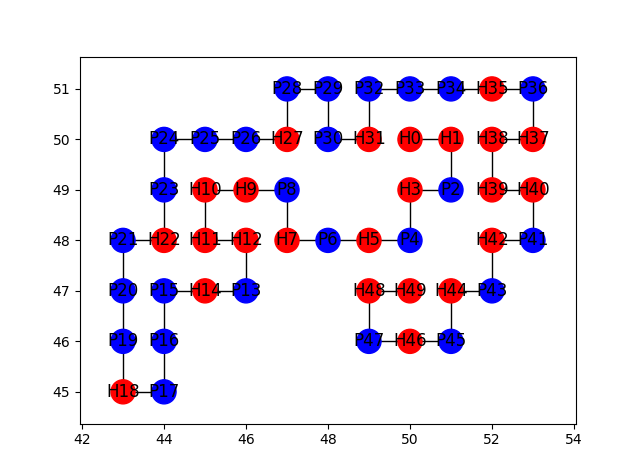 51 P28 P29 P32 P33 P34 H35 P36
50 P24 P25 P26 H27 P30 H31 H0 H1 H38 H37
49 P23 H10 H9 P8 H3 P2 H39 H40
48 P21 H22 H11 H12 H7 P6 H5 P4 H42 P41
47 P20 P15 H14 P13 H48 H49 H44 P43
46 P19 P16 P47 H46 P45
45 H18 P17
42 44 46 48 50 52 54